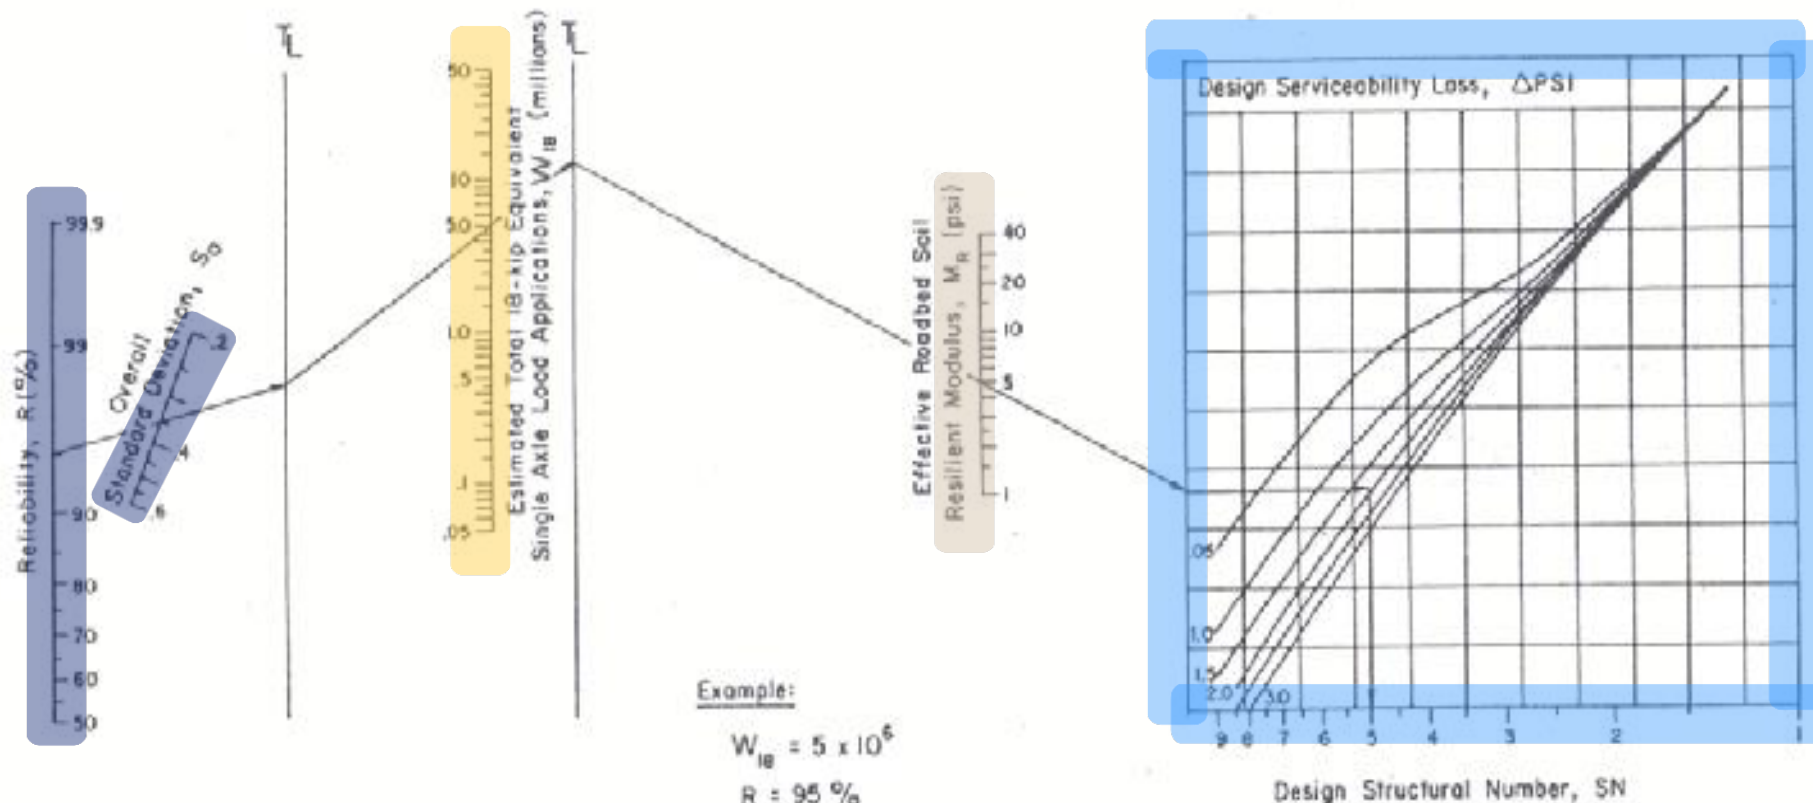 TL
TL
Reliability, R(%)
99.9
99
90
80
70
60
50
Overall
Standard Deviation, So
.2
.4
.6
Estimated Total 18-kip Equivalent
Single Axle Load Applications, W18 (millions)
50
10
5.0
1.0
.5
.1
.05
Effective Roadbed Soil
Resilient Modulus, MR (psi)
40
20
10
5
1
Design Serviceability Loss, ΔPSI
.05
1.0
1.5
2.0
3.0
9 8 7 6 5 4 3 2 1
Design Structural Number, SN
Example:
W18 = 5 x 10⁶
R = 95 %